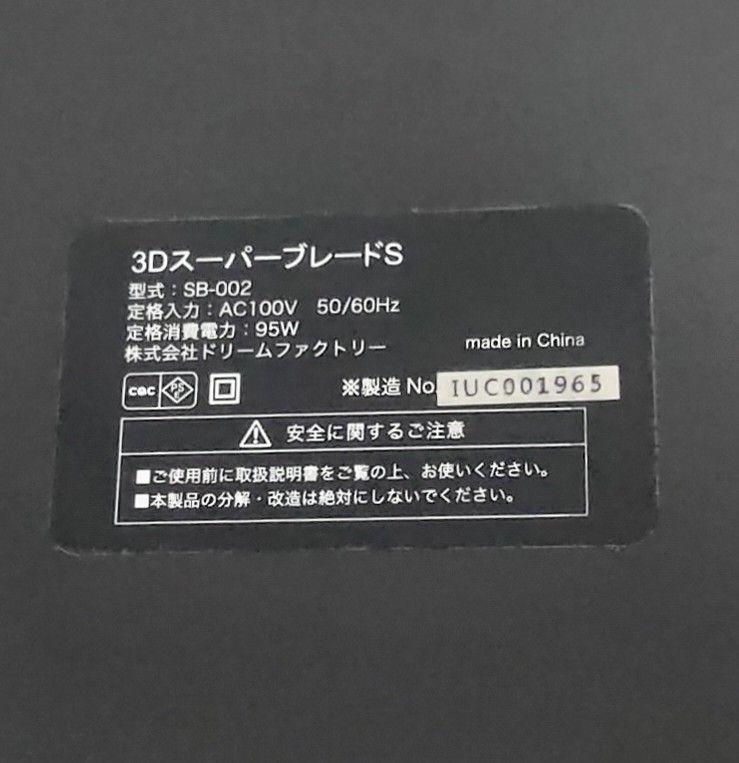 3DスーパーブレードS
型式：SB-002
定格入力：AC100V 50/60Hz
定格消費電力：95W
株式会社ドリームファクトリー
made in China
cqc PSE
※製造 No. IUC001965
安全に関するご注意
■ご使用前に取扱説明書をご覧の上、お使いください。
■本製品の分解・改造は絶対にしないでください。